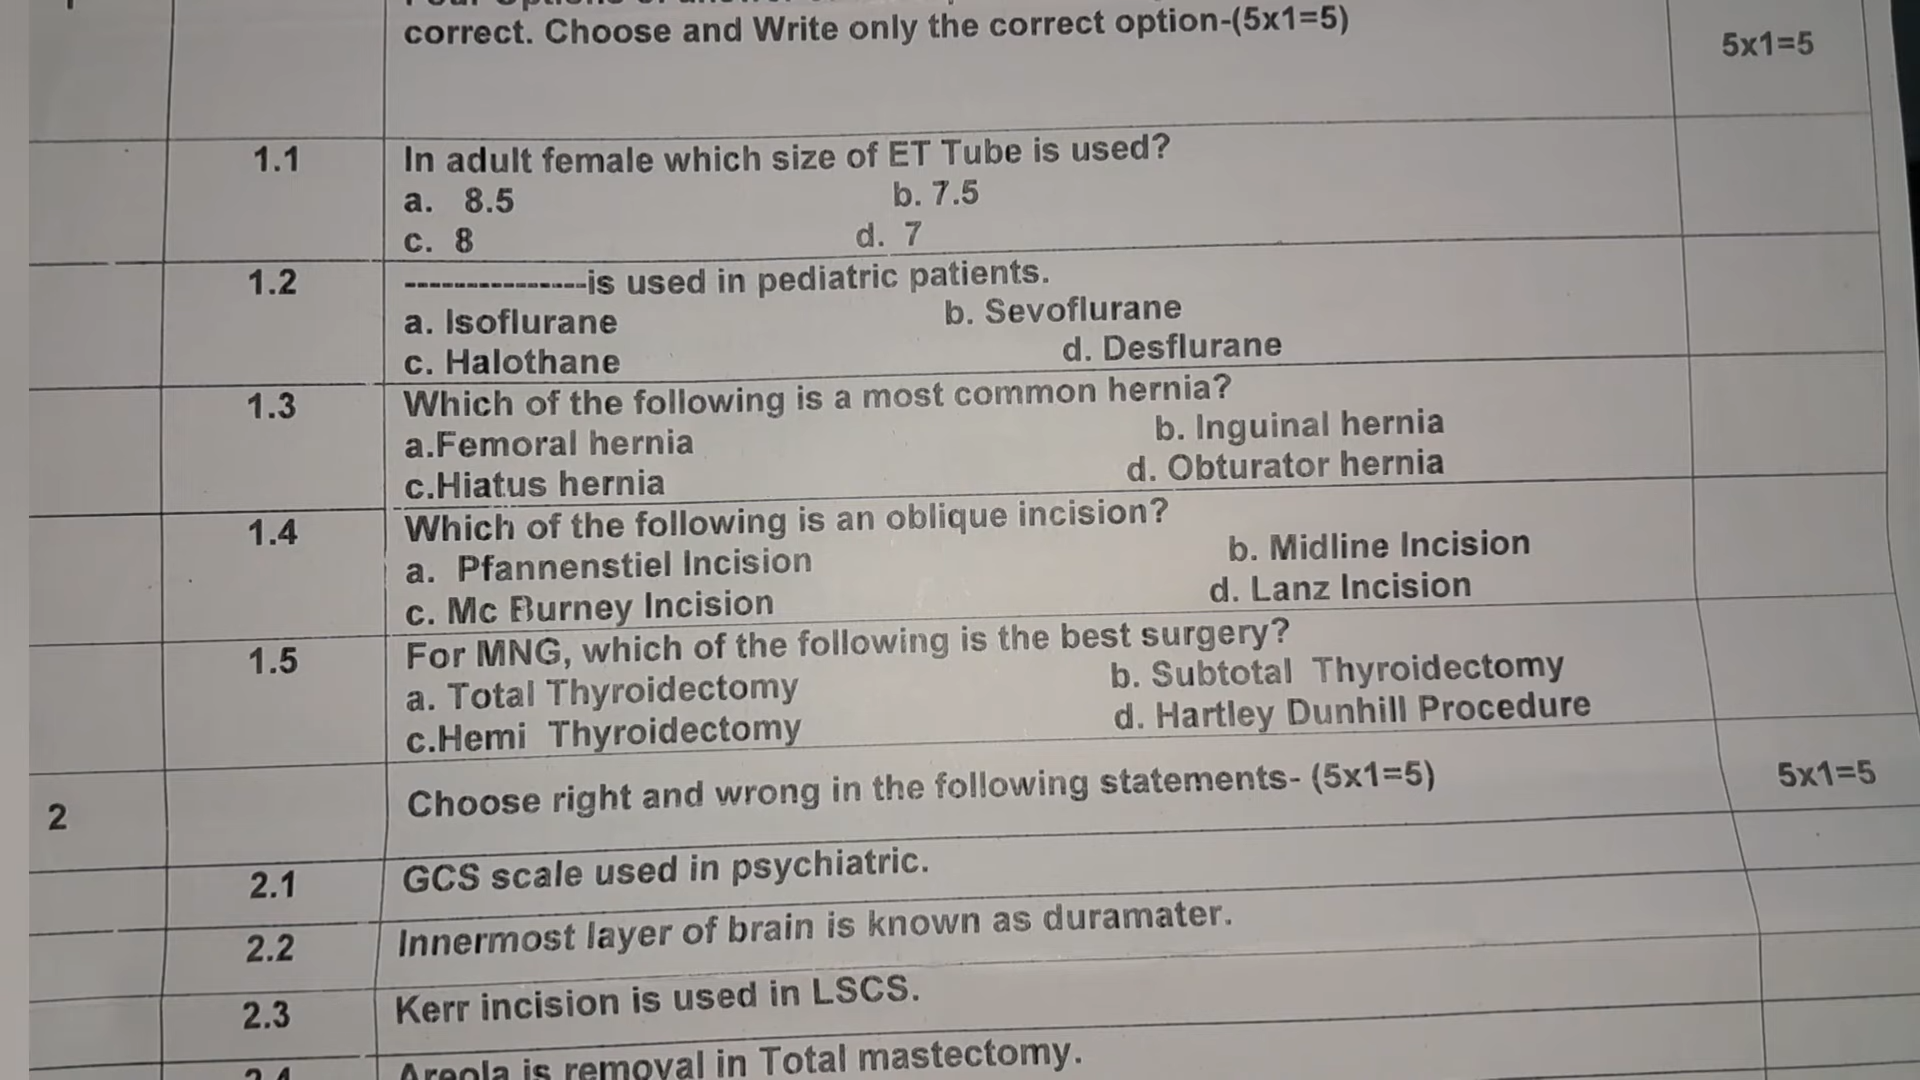 correct. Choose and Write only the correct option-(5x1=5)
5x1=5
1.1 In adult female which size of ET Tube is used?
a. 8.5 b. 7.5
c. 8 d. 7
1.2 ---------------is used in pediatric patients.
a. Isoflurane b. Sevoflurane
c. Halothane d. Desflurane
1.3 Which of the following is a most common hernia?
a.Femoral hernia b. Inguinal hernia
c.Hiatus hernia d. Obturator hernia
1.4 Which of the following is an oblique incision?
a. Pfannenstiel Incision b. Midline Incision
c. Mc Burney Incision d. Lanz Incision
1.5 For MNG, which of the following is the best surgery?
a. Total Thyroidectomy b. Subtotal Thyroidectomy
c.Hemi Thyroidectomy d. Hartley Dunhill Procedure
2 Choose right and wrong in the following statements- (5x1=5) 5x1=5
2.1 GCS scale used in psychiatric.
2.2 Innermost layer of brain is known as duramater.
2.3 Kerr incision is used in LSCS.
2.4 Areola is removal in Total mastectomy.